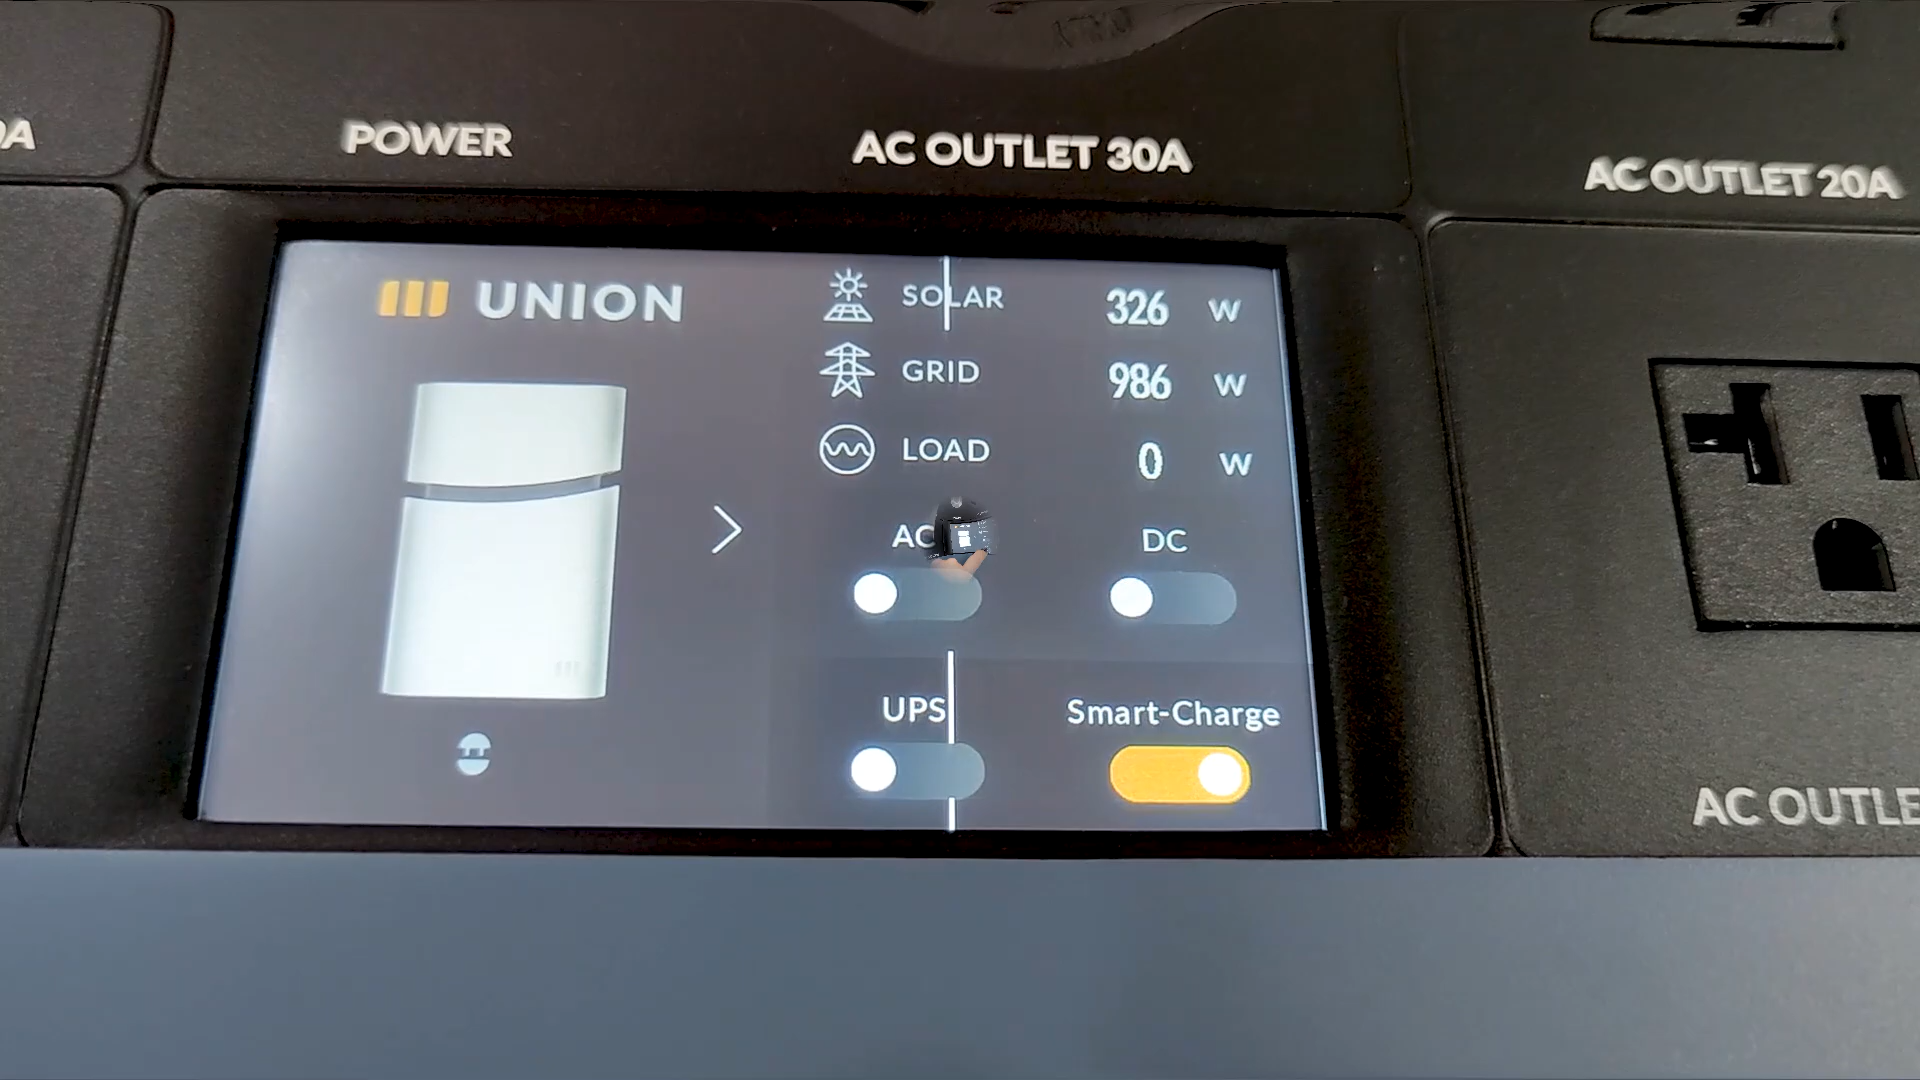 0A
POWER
AC OUTLET 30A
AC OUTLET 20A
UNION
SOLAR 326 W
GRID 986 W
LOAD 0 W
AC DC
UPS Smart-Charge
AC OUTLE